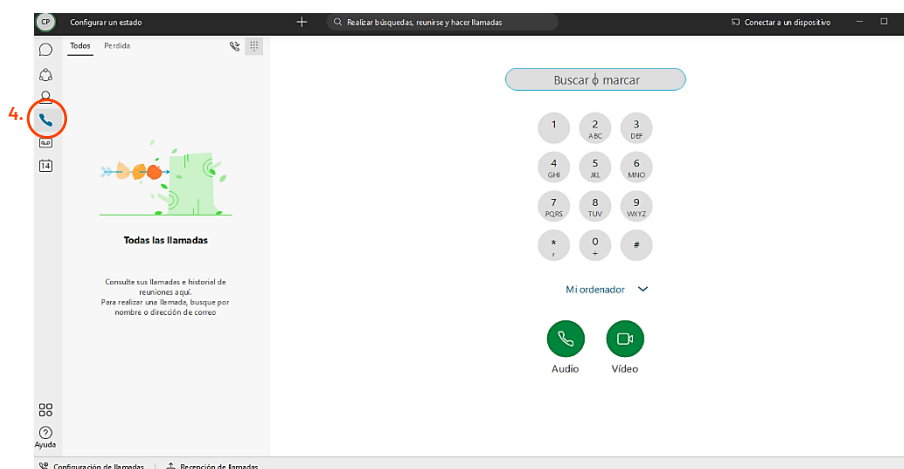 CP Configurar un estado
Realizar búsquedas, reunirse y hacer llamadas
Conectar a un dispositivo
Todos Perdida
4.
14
Todas las llamadas
Consulte sus llamadas e historial de
reuniones aquí.
Para realizar una llamada, busque por
nombre o dirección de correo
Buscar ó marcar
1 2 3
ABC DEF
4 5 6
GHI JKL MNO
7 8 9
PQRS TUV WXYZ
* 0 #
, +
Mi ordenador
Audio Vídeo
Ayuda
Configuración de llamadas Recepción de llamadas